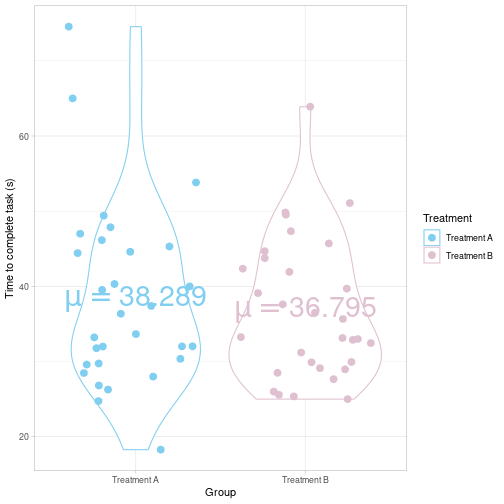 Time to complete task (s)
60
40
20
μ = 38.289
μ = 36.795
Treatment A
Treatment B
Group
Treatment
Treatment A
Treatment B